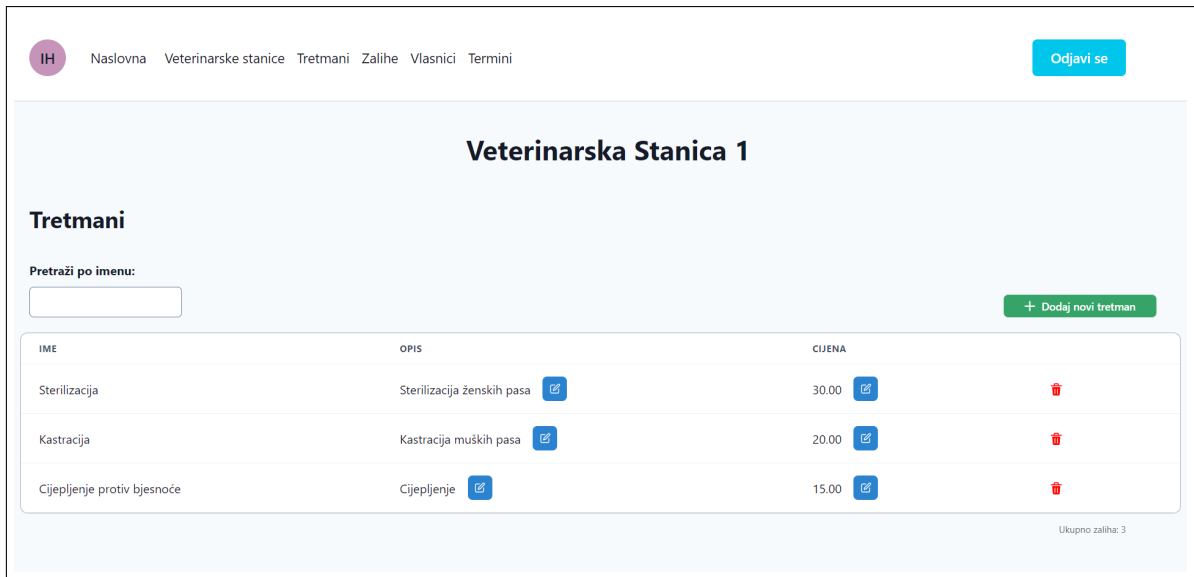 IH Naslovna Veterinarske stanice Tretmani Zalihe Vlasnici Termini Odjavi se
Veterinarska Stanica 1
Tretmani
Pretraži po imenu:
+ Dodaj novi tretman
IME OPIS CIJENA
Sterilizacija Sterilizacija ženskih pasa 30.00
Kastracija Kastracija muških pasa 20.00
Cijepljenje protiv bjesnoće Cijepljenje 15.00
Ukupno zaliha: 3